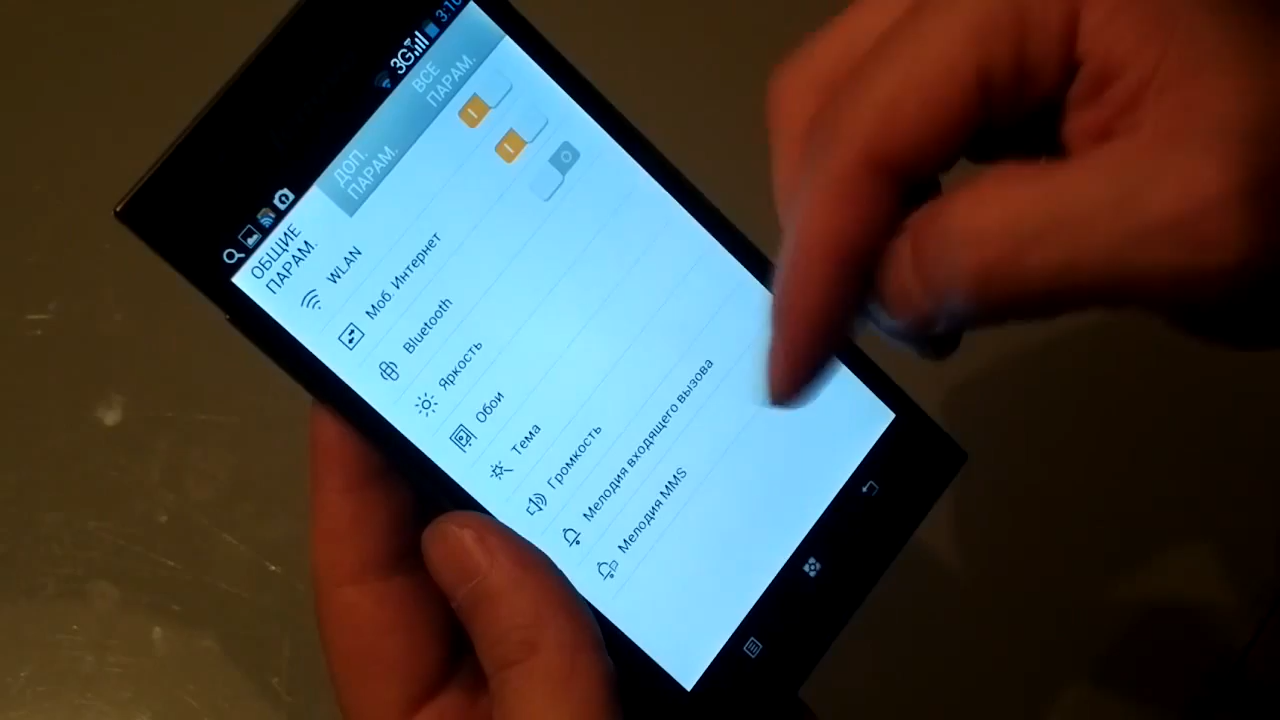 3G
ОБЩИЕ
ПАРАМ.
ДОП.
ПАРАМ.
ВСЕ
ПАРАМ.
WLAN
Моб. Интернет
Bluetooth
Яркость
Обои
Тема
Громкость
Мелодия входящего вызова
Мелодия MMS